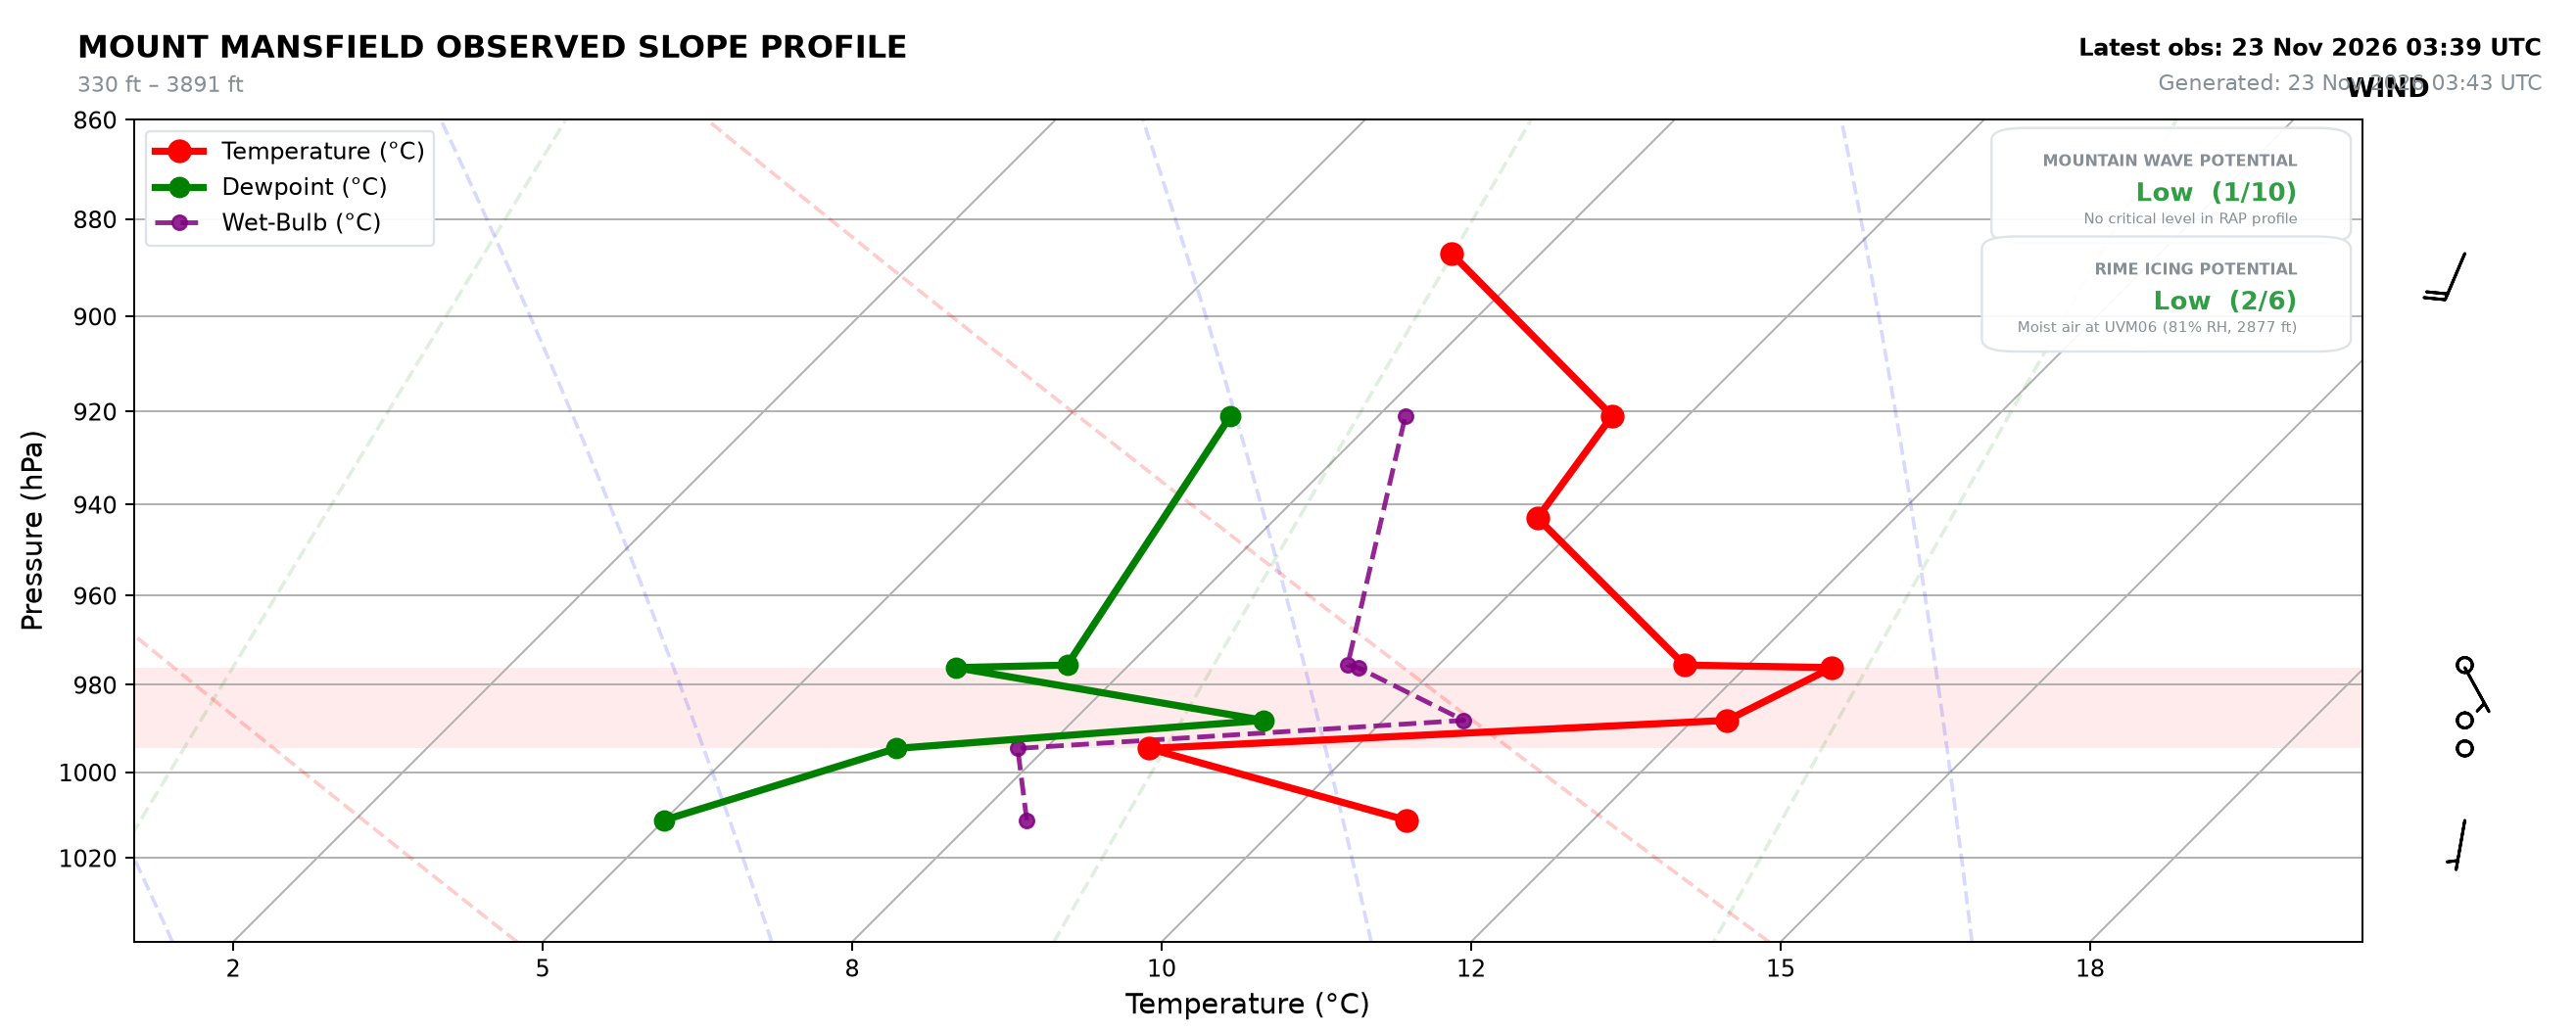 MOUNT MANSFIELD OBSERVED SLOPE PROFILE
Latest obs: 23 Nov 2026 03:39 UTC
330 ft – 3891 ft
Generated: 23 Nov 2026 03:43 UTC
WIND
Temperature (°C)
Dewpoint (°C)
Wet-Bulb (°C)
MOUNTAIN WAVE POTENTIAL
Low (1/10)
No critical level in RAP profile
RIME ICING POTENTIAL
Low (2/6)
Moist air at UVM06 (81% RH, 2877 ft)
Pressure (hPa)
860
880
900
920
940
960
980
1000
1020
2 5 8 10 12 15 18
Temperature (°C)